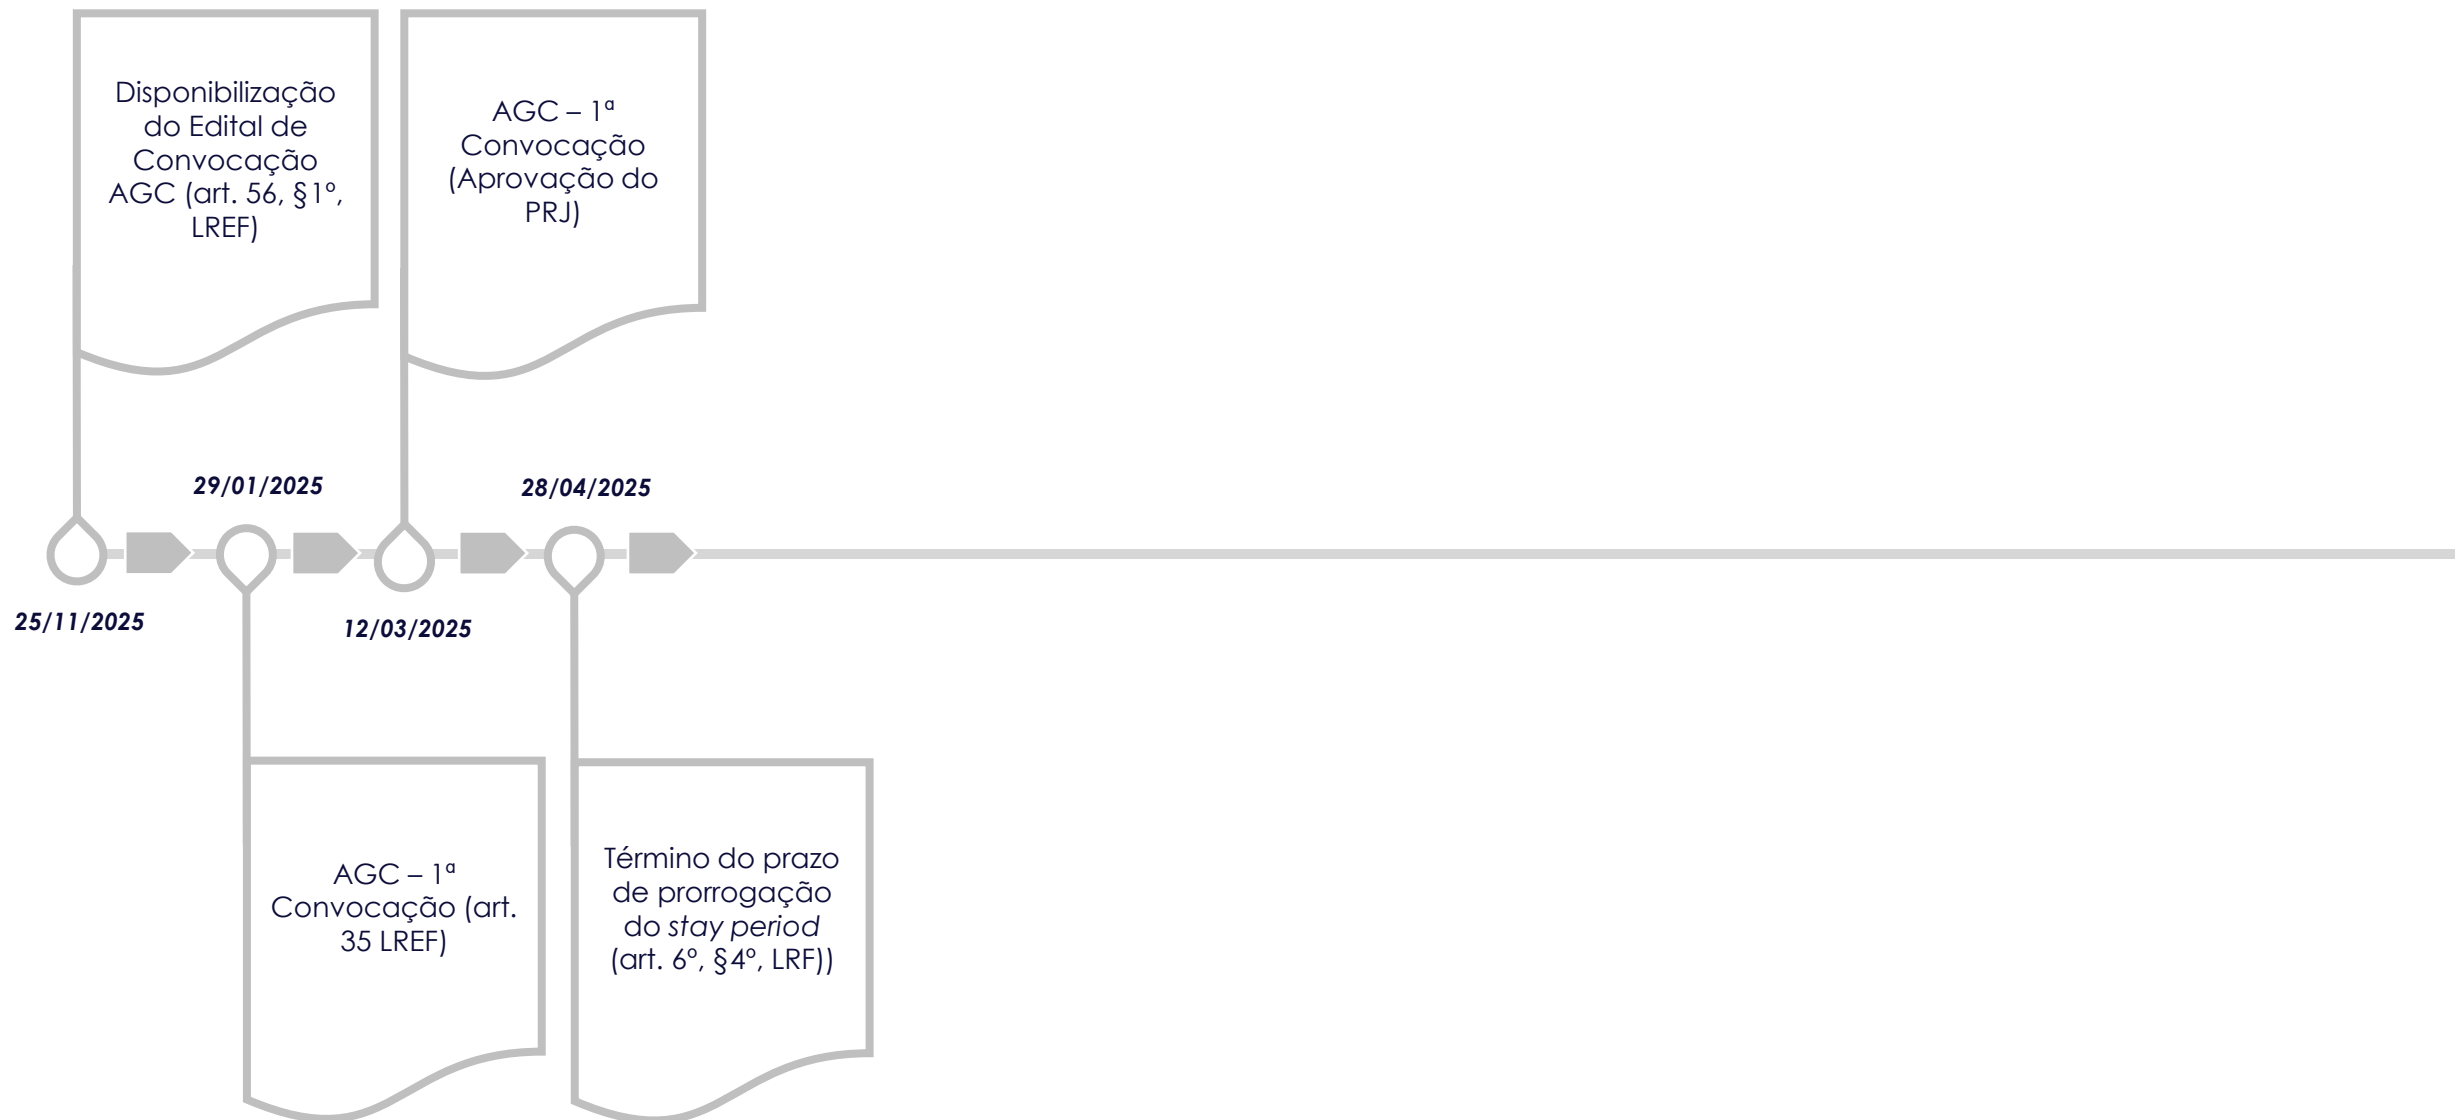 Disponibilização
do Edital de
Convocação
AGC (art. 56, §1º,
LREF)
AGC – 1ª
Convocação
(Aprovação do
PRJ)
29/01/2025
28/04/2025
25/11/2025
12/03/2025
AGC – 1ª
Convocação (art.
35 LREF)
Término do prazo
de prorrogação
do stay period
(art. 6º, §4º, LRF))